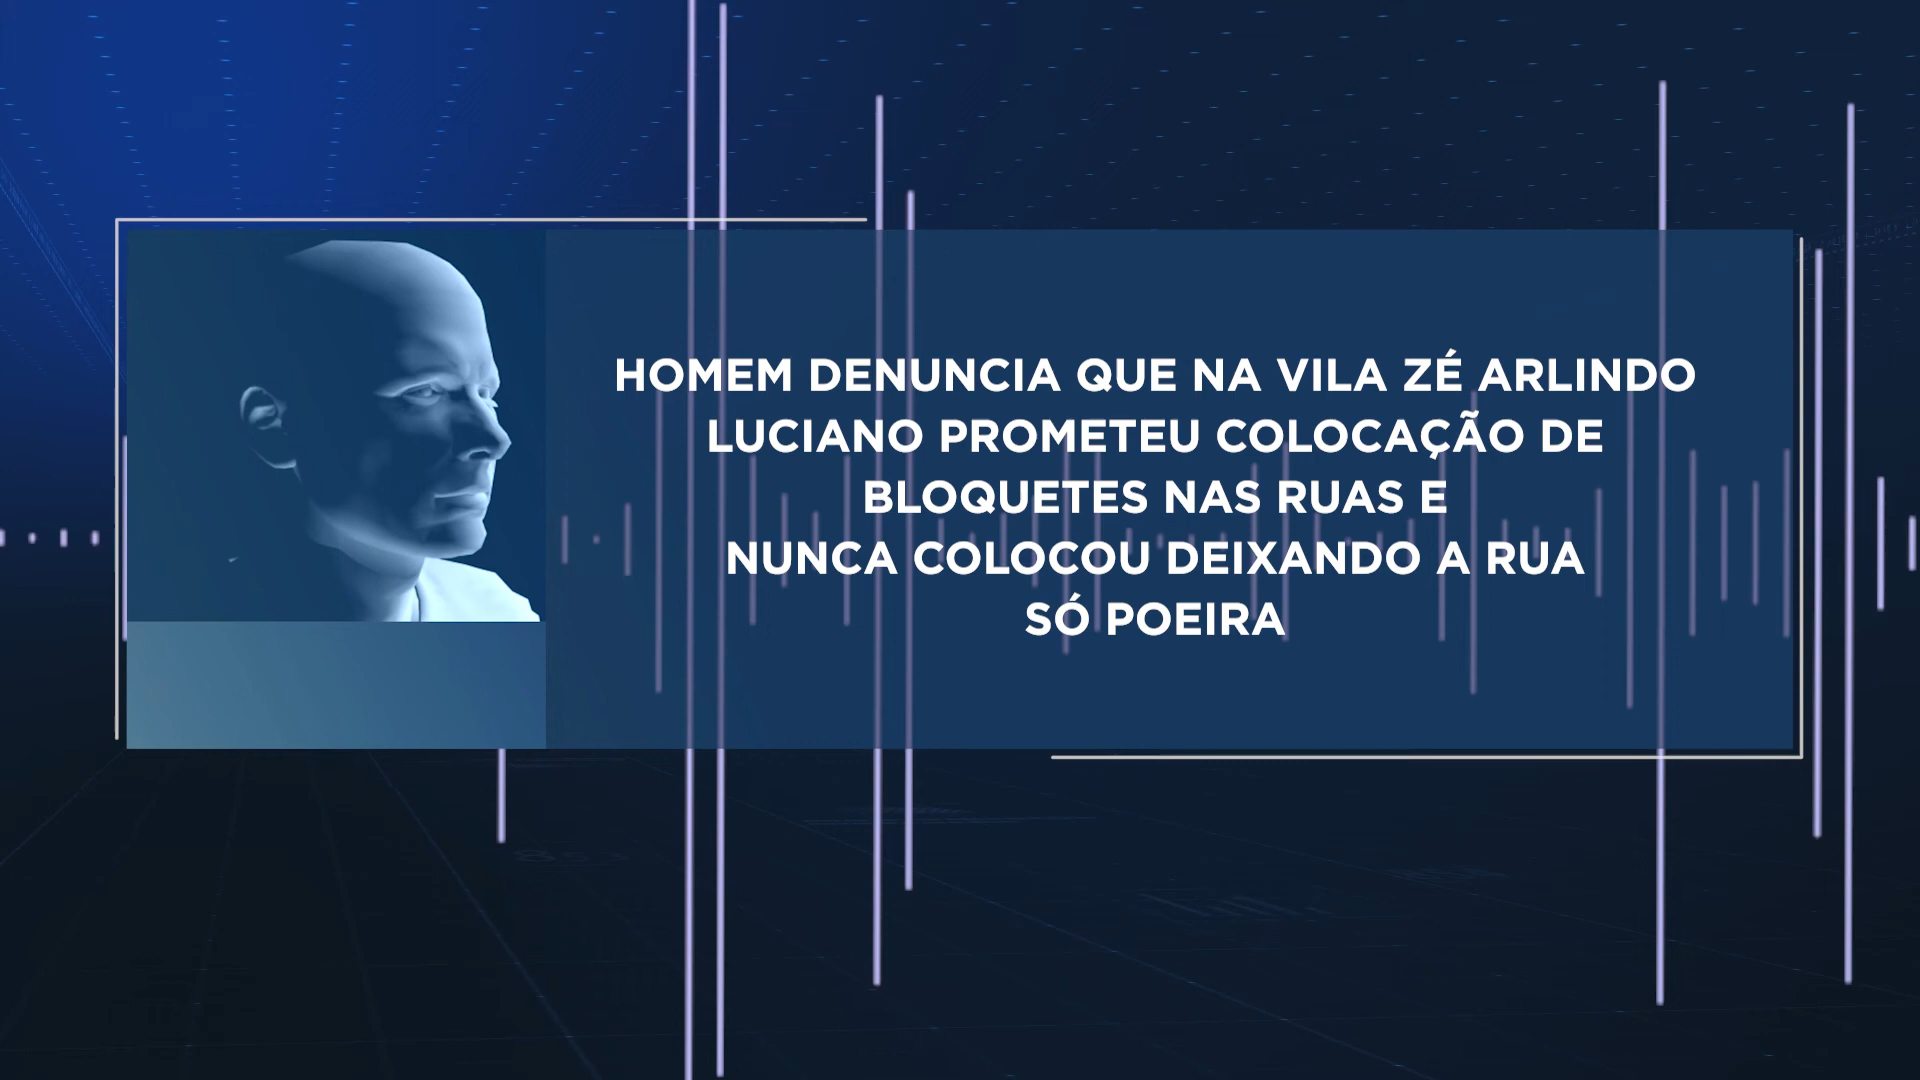 HOMEM DENUNCIA QUE NA VILA ZÉ ARLINDO
LUCIANO PROMETEU COLOCAÇÃO DE
BLOQUETES NAS RUAS E
NUNCA COLOCOU DEIXANDO A RUA
SÓ POEIRA